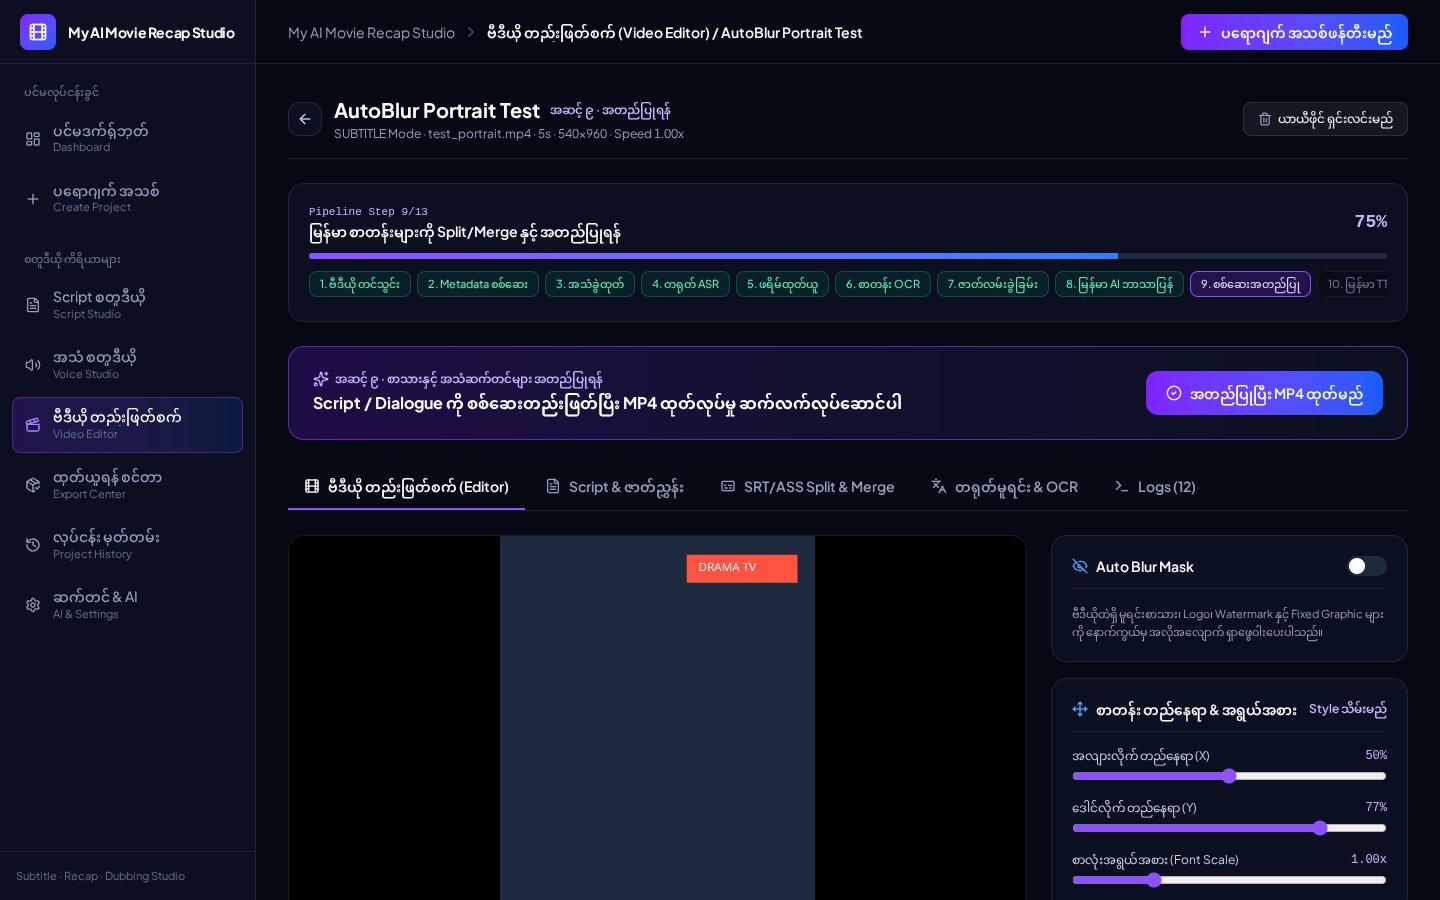 My AI Movie Recap Studio
ပင်မလုပ်ငန်းခွင်
ပင်မဒက်ရှ်ဘုတ်
Dashboard
ပရောဂျက် အသစ်
Create Project
စတူဒီယို ကိရိယာများ
Script စတူဒီယို
Script Studio
အသံ စတူဒီယို
Voice Studio
ဗီဒီယို တည်းဖြတ်စက်
Video Editor
ထုတ်ယူရန် စင်တာ
Export Center
လုပ်ငန်း မှတ်တမ်း
Project History
ဆက်တင် & AI
AI & Settings
Subtitle · Recap · Dubbing Studio
My AI Movie Recap Studio > ဗီဒီယို တည်းဖြတ်စက် (Video Editor) / AutoBlur Portrait Test
ပရောဂျက် အသစ်ဖန်တီးမည်
AutoBlur Portrait Test အဆင့် ၉ · အတည်ပြုရန်
SUBTITLE Mode · test_portrait.mp4 · 5s · 540×960 · Speed 1.00x
ယာယီဖိုင် ရှင်းလင်းမည်
Pipeline Step 9/13
မြန်မာ စာတန်းများကို Split/Merge နှင့် အတည်ပြုရန်
75%
1. ဗီဒီယို တင်သွင်း
2. Metadata စစ်ဆေး
3. အသံခွဲထုတ်
4. တရုတ် ASR
5. ဖရိမ်ထုတ်ယူ
6. စာတန်း OCR
7. ဇာတ်လမ်းခွဲခြမ်း
8. မြန်မာ AI ဘာသာပြန်
9. စစ်ဆေးအတည်ပြု
10. မြန်မာ TT
အဆင့် ၉ · စာသားနှင့် အသံဆက်တင်များ အတည်ပြုရန်
Script / Dialogue ကို စစ်ဆေးတည်းဖြတ်ပြီး MP4 ထုတ်လုပ်မှု ဆက်လက်လုပ်ဆောင်ပါ
အတည်ပြုပြီး MP4 ထုတ်မည်
ဗီဒီယို တည်းဖြတ်စက် (Editor)
Script & ဇာတ်ညွှန်း
SRT/ASS Split & Merge
တရုတ်မူရင်း & OCR
Logs (12)
DRAMA TV
Auto Blur Mask
ဗီဒီယိုထဲရှိ မူရင်းစာသား၊ Logo၊ Watermark နှင့် Fixed Graphic များ
ကို နောက်ကွယ်မှ အလိုအလျောက် ရှာဖွေဝါးပေးပါသည်။
စာတန်း တည်နေရာ & အရွယ်အစား
Style သိမ်းမည်
အလျားလိုက် တည်နေရာ (X)
50%
ဒေါင်လိုက် တည်နေရာ (Y)
77%
စာလုံးအရွယ်အစား (Font Scale)
1.00x